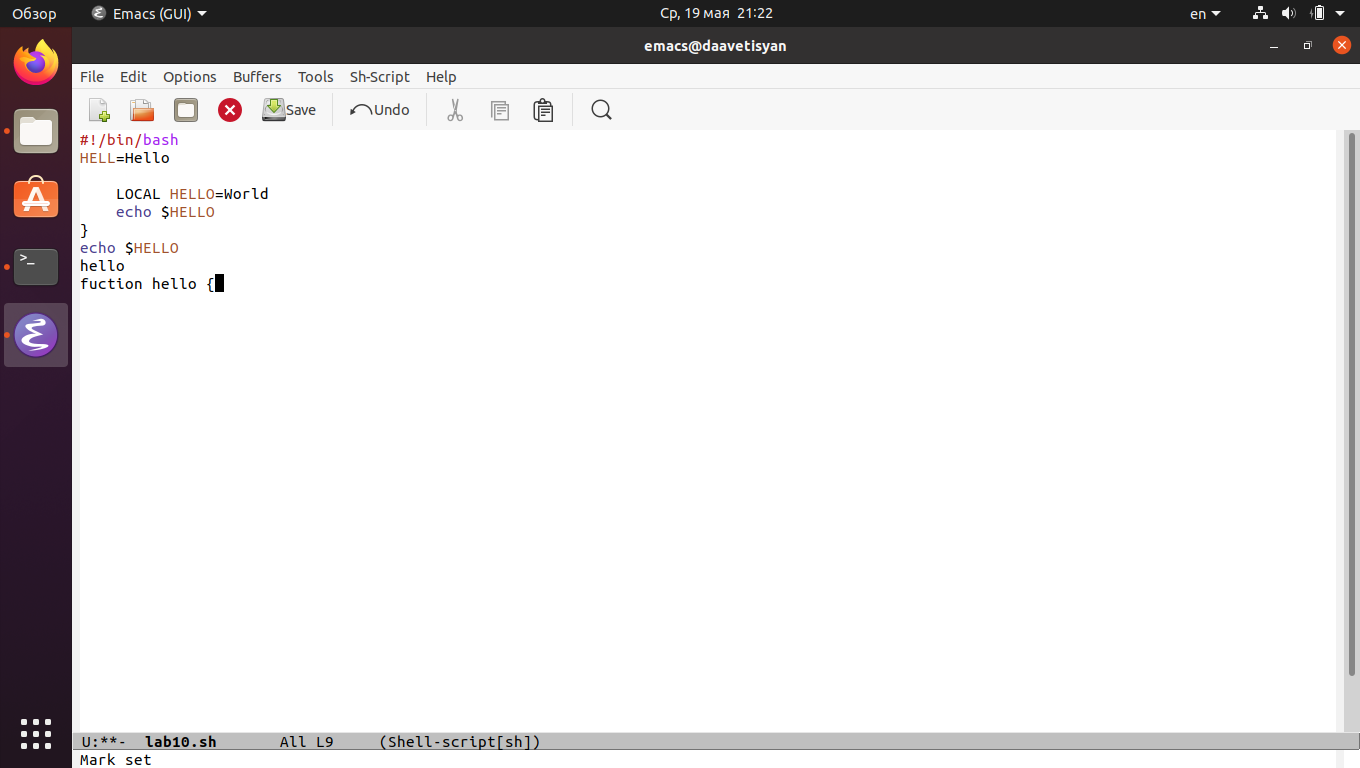 Обзор Emacs (GUI) Ср, 19 мая 21:22 en
emacs@daavetisyan
File Edit Options Buffers Tools Sh-Script Help
Save Undo
#!/bin/bash
HELL=Hello
LOCAL HELLO=World
echo $HELLO
}
echo $HELLO
hello
fuction hello {
U:**- lab10.sh All L9 (Shell-script[sh])
Mark set